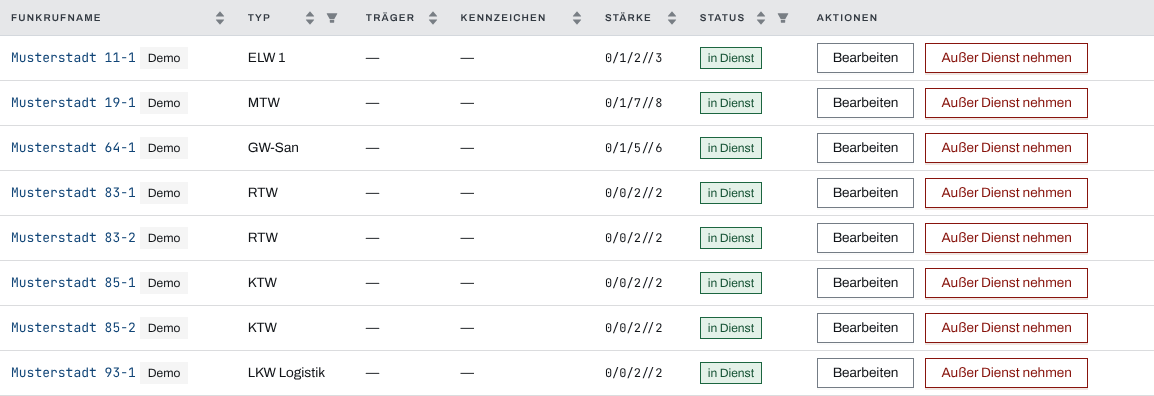 FUNKRUFNAME TYP TRÄGER KENNZEICHEN STÄRKE STATUS AKTIONEN
Musterstadt 11-1 Demo ELW 1 — — 0/1/2//3 in Dienst Bearbeiten Außer Dienst nehmen
Musterstadt 19-1 Demo MTW — — 0/1/7//8 in Dienst Bearbeiten Außer Dienst nehmen
Musterstadt 64-1 Demo GW-San — — 0/1/5//6 in Dienst Bearbeiten Außer Dienst nehmen
Musterstadt 83-1 Demo RTW — — 0/0/2//2 in Dienst Bearbeiten Außer Dienst nehmen
Musterstadt 83-2 Demo RTW — — 0/0/2//2 in Dienst Bearbeiten Außer Dienst nehmen
Musterstadt 85-1 Demo KTW — — 0/0/2//2 in Dienst Bearbeiten Außer Dienst nehmen
Musterstadt 85-2 Demo KTW — — 0/0/2//2 in Dienst Bearbeiten Außer Dienst nehmen
Musterstadt 93-1 Demo LKW Logistik — — 0/0/2//2 in Dienst Bearbeiten Außer Dienst nehmen